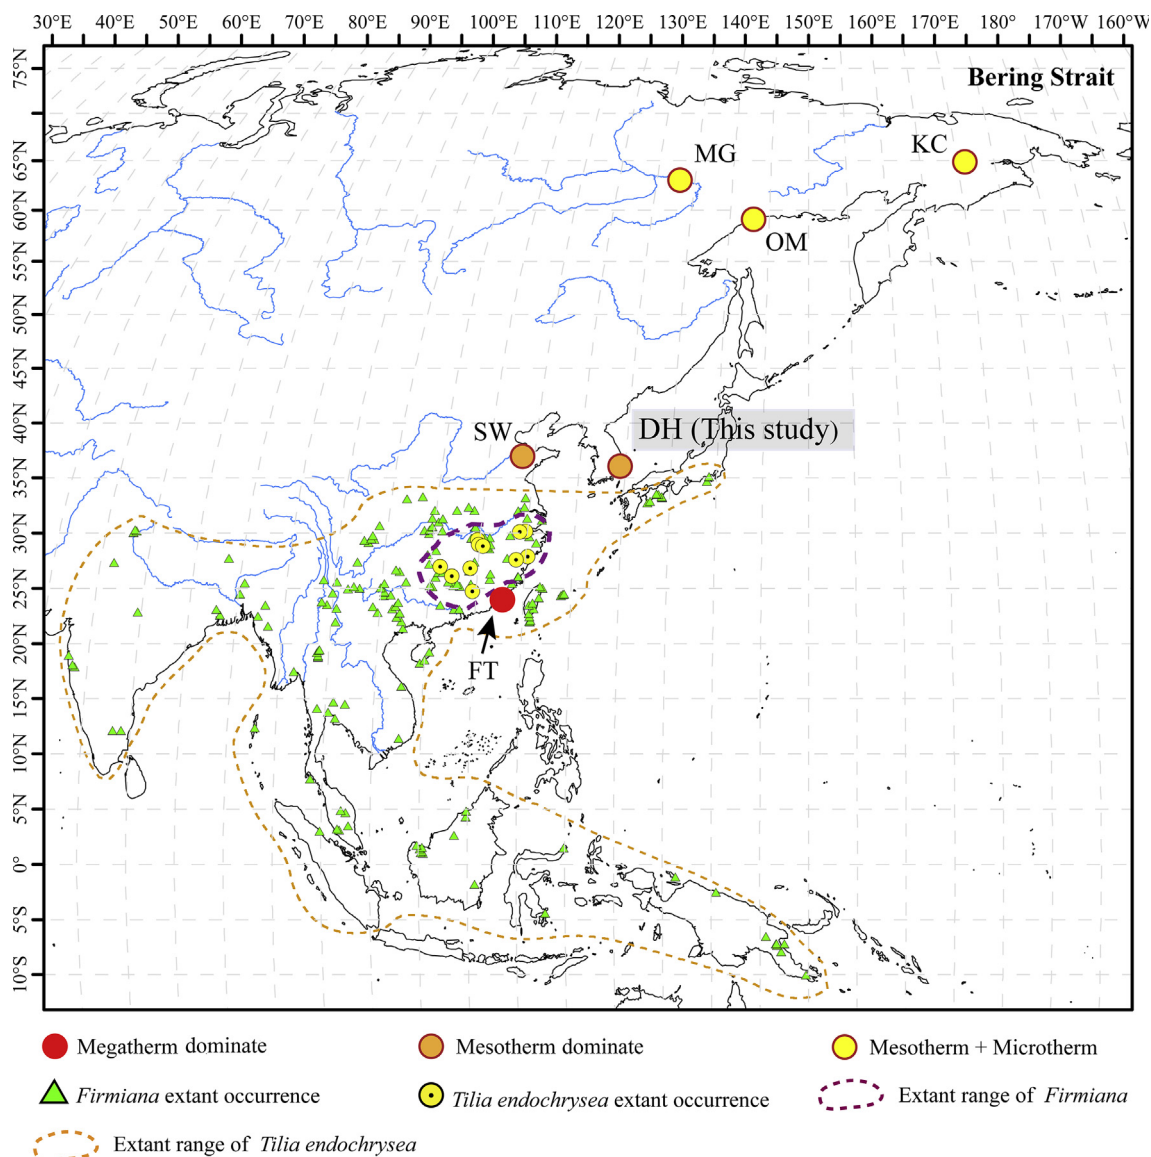 30°E 40°E 50°E 60°E 70°E 80°E 90°E 100°E 110°E 120°E 130°E 140°E 150°E 160°E 170°E 180° 170°W 160°W
75°N
Bering Strait
65°N
MG
KC
60°N
OM
55°N
50°N
45°N
40°N
SW
DH (This study)
35°N
30°N
25°N
20°N
FT
15°N
10°N
5°N
0°
5°S
10°S
Megatherm dominate
Mesotherm dominate
Mesotherm + Microtherm
Firmiana extant occurrence
Tilia endochrysea extant occurrence
Extant range of Firmiana
Extant range of Tilia endochrysea